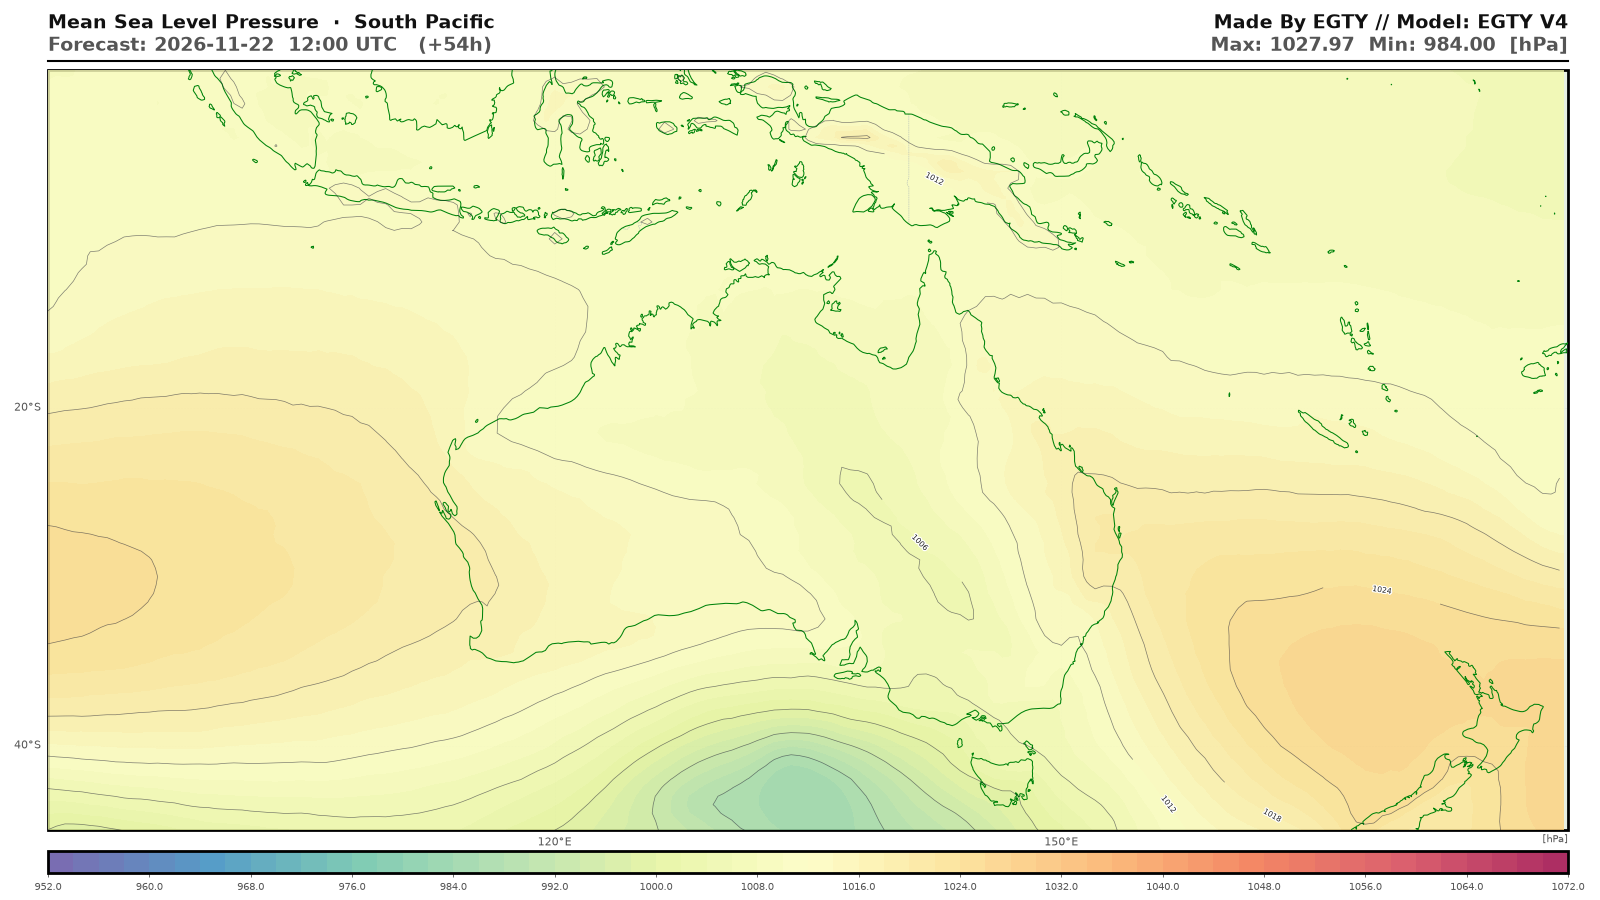 Mean Sea Level Pressure · South Pacific
Made By EGTY // Model: EGTY V4
Forecast: 2026-11-22 12:00 UTC (+54h)
Max: 1027.97 Min: 984.00 [hPa]
1012
20°S
1006
1024
40°S
1012
1018
120°E
150°E
[hPa]
952.0 960.0 968.0 976.0 984.0 992.0 1000.0 1008.0 1016.0 1024.0 1032.0 1040.0 1048.0 1056.0 1064.0 1072.0